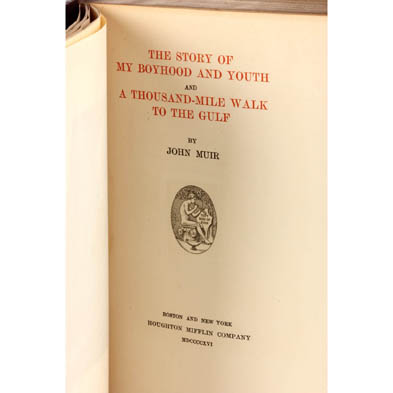 THE STORY OF
MY BOYHOOD AND YOUTH
AND
A THOUSAND-MILE WALK
TO THE GULF
BY
JOHN MUIR
BOSTON AND NEW YORK
HOUGHTON MIFFLIN COMPANY
MDCCCCXVI